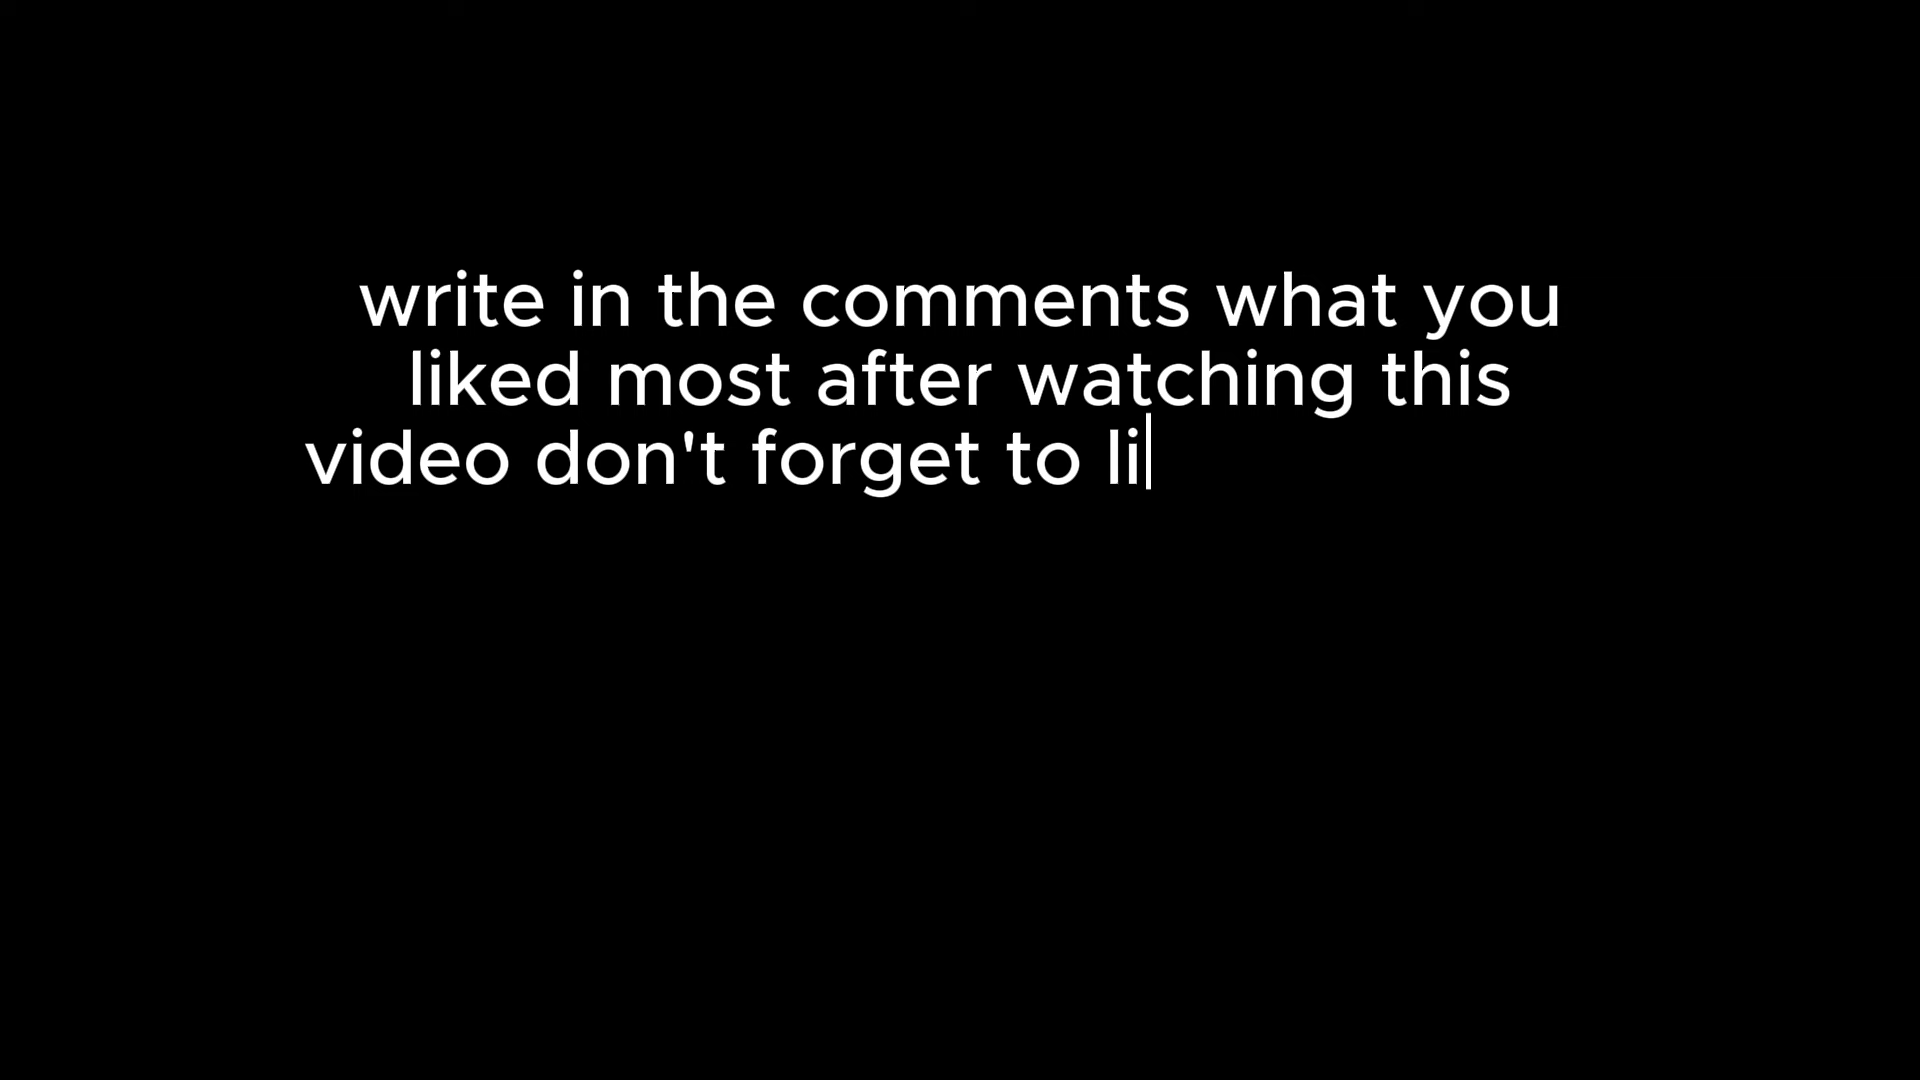 write in the comments what you
liked most after watching this
video don't forget to li